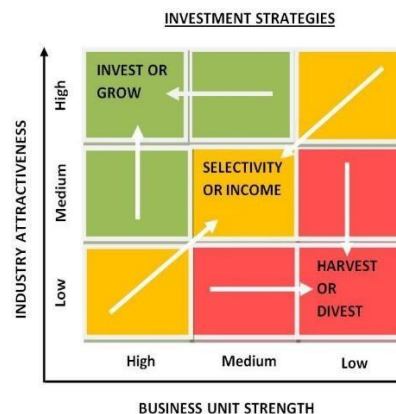 INVESTMENT STRATEGIES
INDUSTRY ATTRACTIVENESS
High
INVEST OR
GROW
Medium
SELECTIVITY
OR INCOME
Low
HARVEST
OR
DIVEST
High
Medium
Low
BUSINESS UNIT STRENGTH